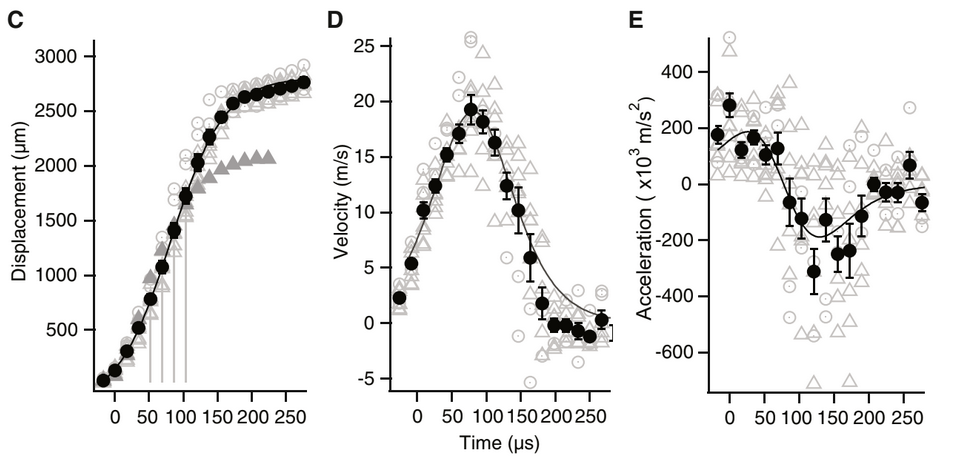 C
D
E
3000
2500
2000
1500
1000
500
Displacement (µm)
0 50 100 150 200 250
25
20
15
10
5
0
-5
Velocity (m/s)
0 50 100 150 200 250
Time (µs)
400
200
0
-200
-400
-600
Acceleration ( x10³ m/s²)
0 50 100 150 200 250